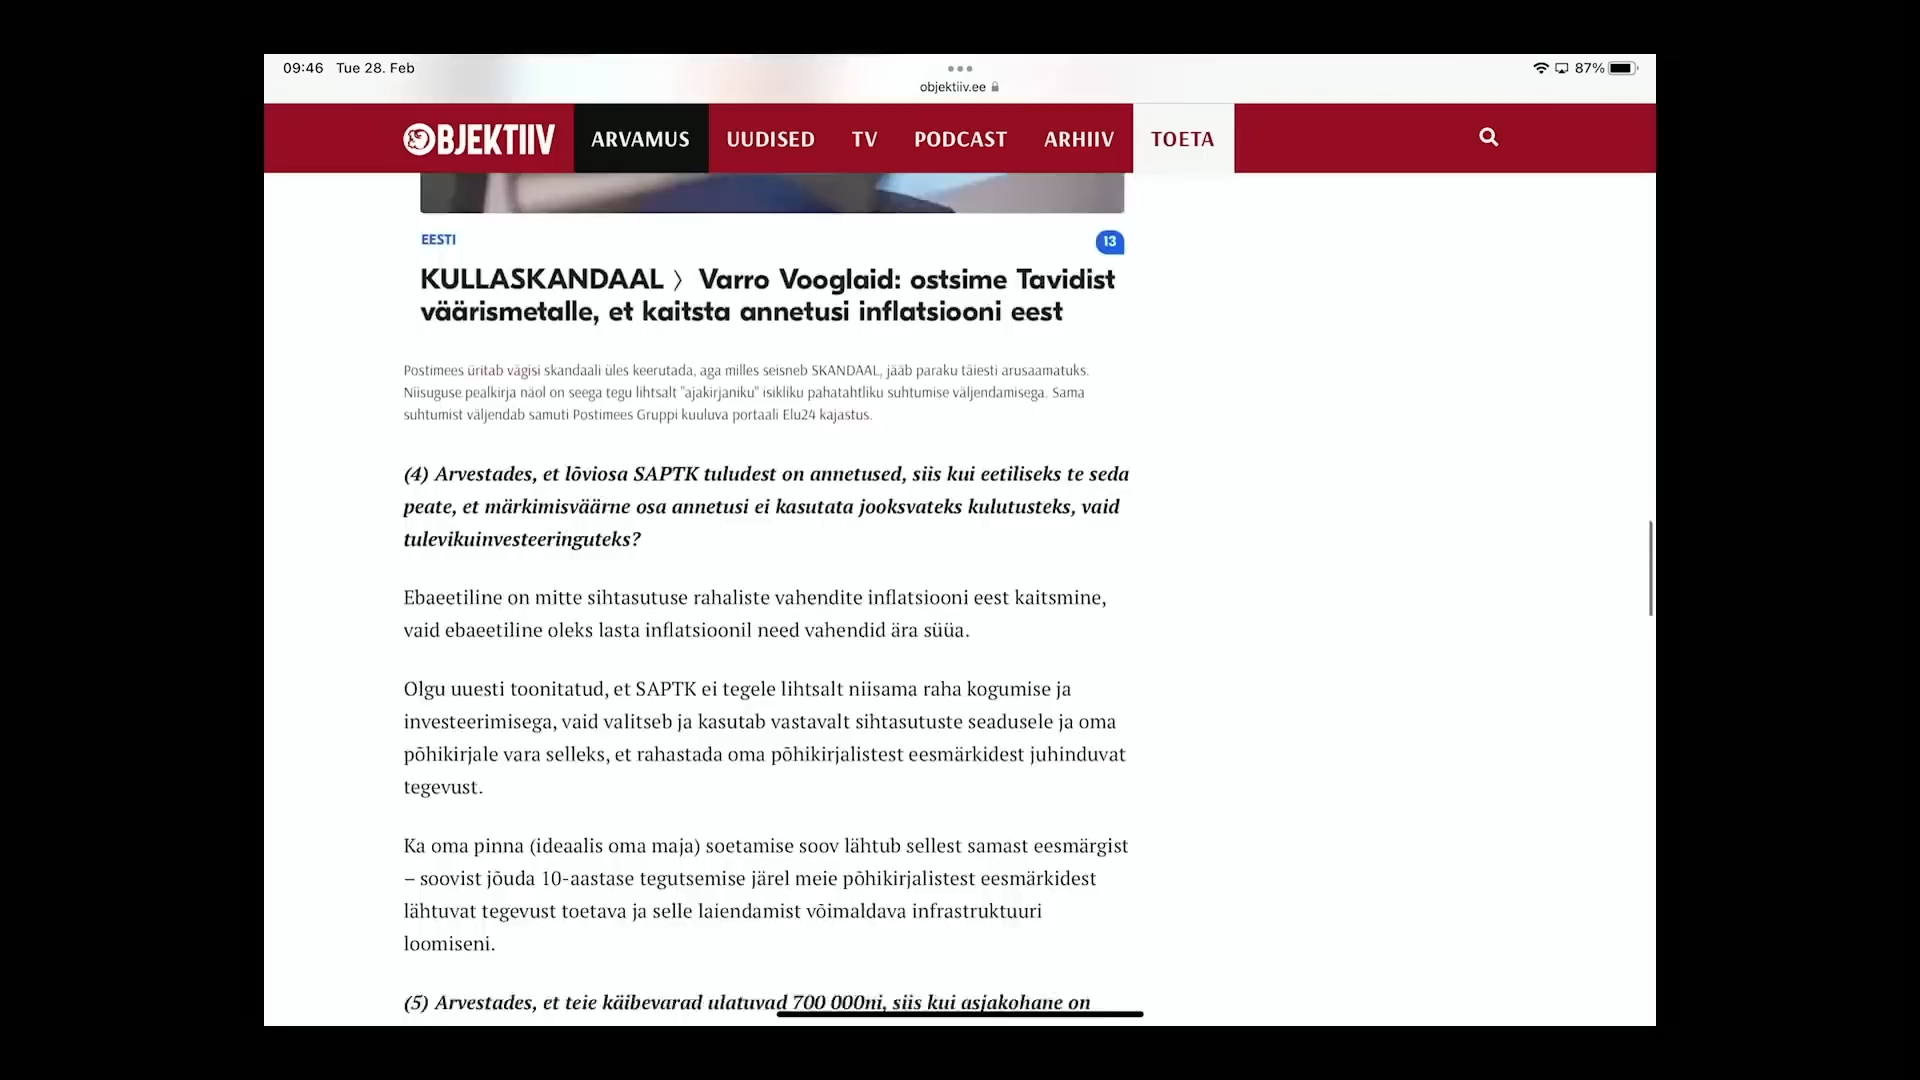 09:46 Tue 28. Feb
87%
objektiiv.ee
OBJEKTIIV ARVAMUS UUDISED TV PODCAST ARHIIV TOETA
EESTI
13
KULLASKANDAAL 〉 Varro Vooglaid: ostsime Tavidist
väärismetalle, et kaitsta annetusi inflatsiooni eest
Postimees üritab vägisi skandaali üles keerutada, aga milles seisneb SKANDAAL, jääb paraku täiesti arusaamatuks.
Niisuguse pealkirja näol on seega tegu lihtsalt "ajakirjaniku" isikliku pahatahtliku suhtumise väljendamisega. Sama
suhtumist väljendab samuti Postimees Gruppi kuuluva portaali Elu24 kajastus.
(4) Arvestades, et lõviosa SAPTK tuludest on annetused, siis kui eetiliseks te seda
peate, et märkimisväärne osa annetusi ei kasutata jooksvateks kulutusteks, vaid
tulevikuinvesteeringuteks?
Ebaeetiline on mitte sihtasutuse rahaliste vahendite inflatsiooni eest kaitsmine,
vaid ebaeetiline oleks lasta inflatsioonil need vahendid ära süüa.
Olgu uuesti toonitatud, et SAPTK ei tegele lihtsalt niisama raha kogumise ja
investeerimisega, vaid valitseb ja kasutab vastavalt sihtasutuste seadusele ja oma
põhikirjale vara selleks, et rahastada oma põhikirjalistest eesmärkidest juhinduvat
tegevust.
Ka oma pinna (ideaalis oma maja) soetamise soov lähtub sellest samast eesmärgist
– soovist jõuda 10-aastase tegutsemise järel meie põhikirjalistest eesmärkidest
lähtuvat tegevust toetava ja selle laiendamist võimaldava infrastruktuuri
loomiseni.
(5) Arvestades, et teie käibevarad ulatuvad 700 000ni, siis kui asjakohane on